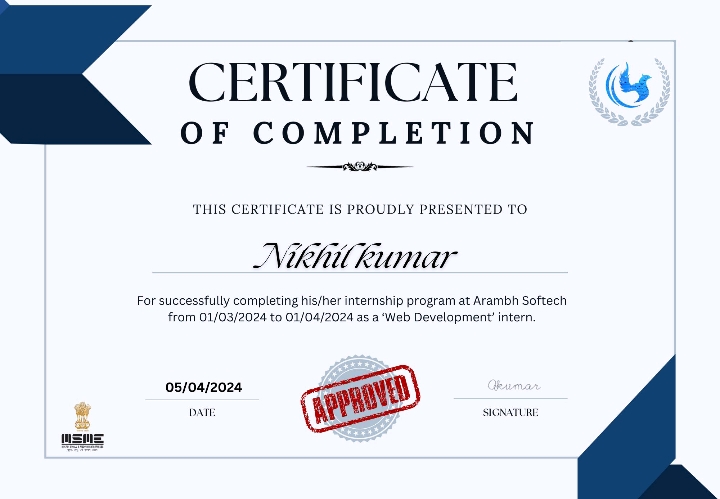 CERTIFICATE
OF COMPLETION
THIS CERTIFICATE IS PROUDLY PRESENTED TO
Nikhil kumar
For successfully completing his/her internship program at Arambh Softech
from 01/03/2024 to 01/04/2024 as a ‘Web Development’ intern.
05/04/2024
DATE
APPROVED
Akumar
SIGNATURE
MSME